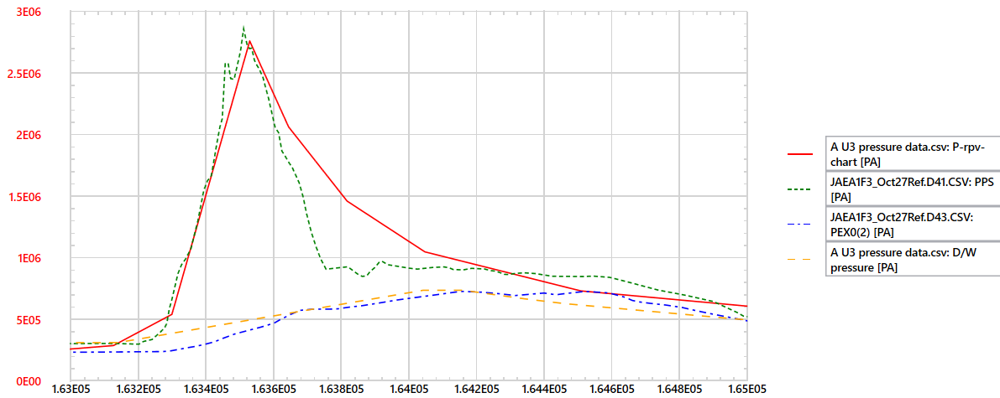 3E06
2.5E06
2E06
1.5E06
1E06
5E05
0E00
1.63E05 1.632E05 1.634E05 1.636E05 1.638E05 1.64E05 1.642E05 1.644E05 1.646E05 1.648E05 1.65E05
A U3 pressure data.csv: P-rpv-
chart [PA]
JAEA1F3_Oct27Ref.D41.CSV: PPS
[PA]
JAEA1F3_Oct27Ref.D43.CSV:
PEX0(2) [PA]
A U3 pressure data.csv: D/W
pressure [PA]